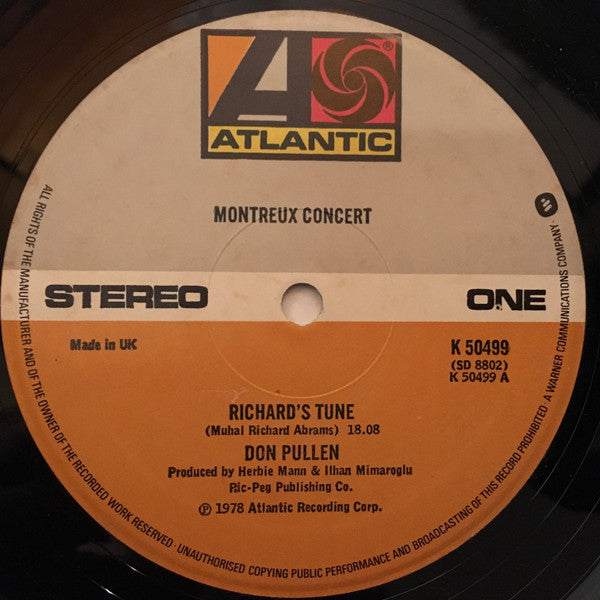 ATLANTIC
®
MONTREUX CONCERT
STEREO
ONE
Made in UK
K 50499
(SD 8802)
K 50499 A
RICHARD'S TUNE
(Muhal Richard Abrams) 18.08
DON PULLEN
Produced by Herbie Mann & Ilhan Mimaroglu
Ric-Peg Publishing Co.
℗ 1978 Atlantic Recording Corp.
ALL RIGHTS OF THE MANUFACTURER AND OF THE OWNER OF THE RECORDED WORK RESERVED · UNAUTHORISED COPYING PUBLIC PERFORMANCE AND BROADCASTING OF THIS RECORD PROHIBITED · A WARNER COMMUNICATIONS COMPANY ·